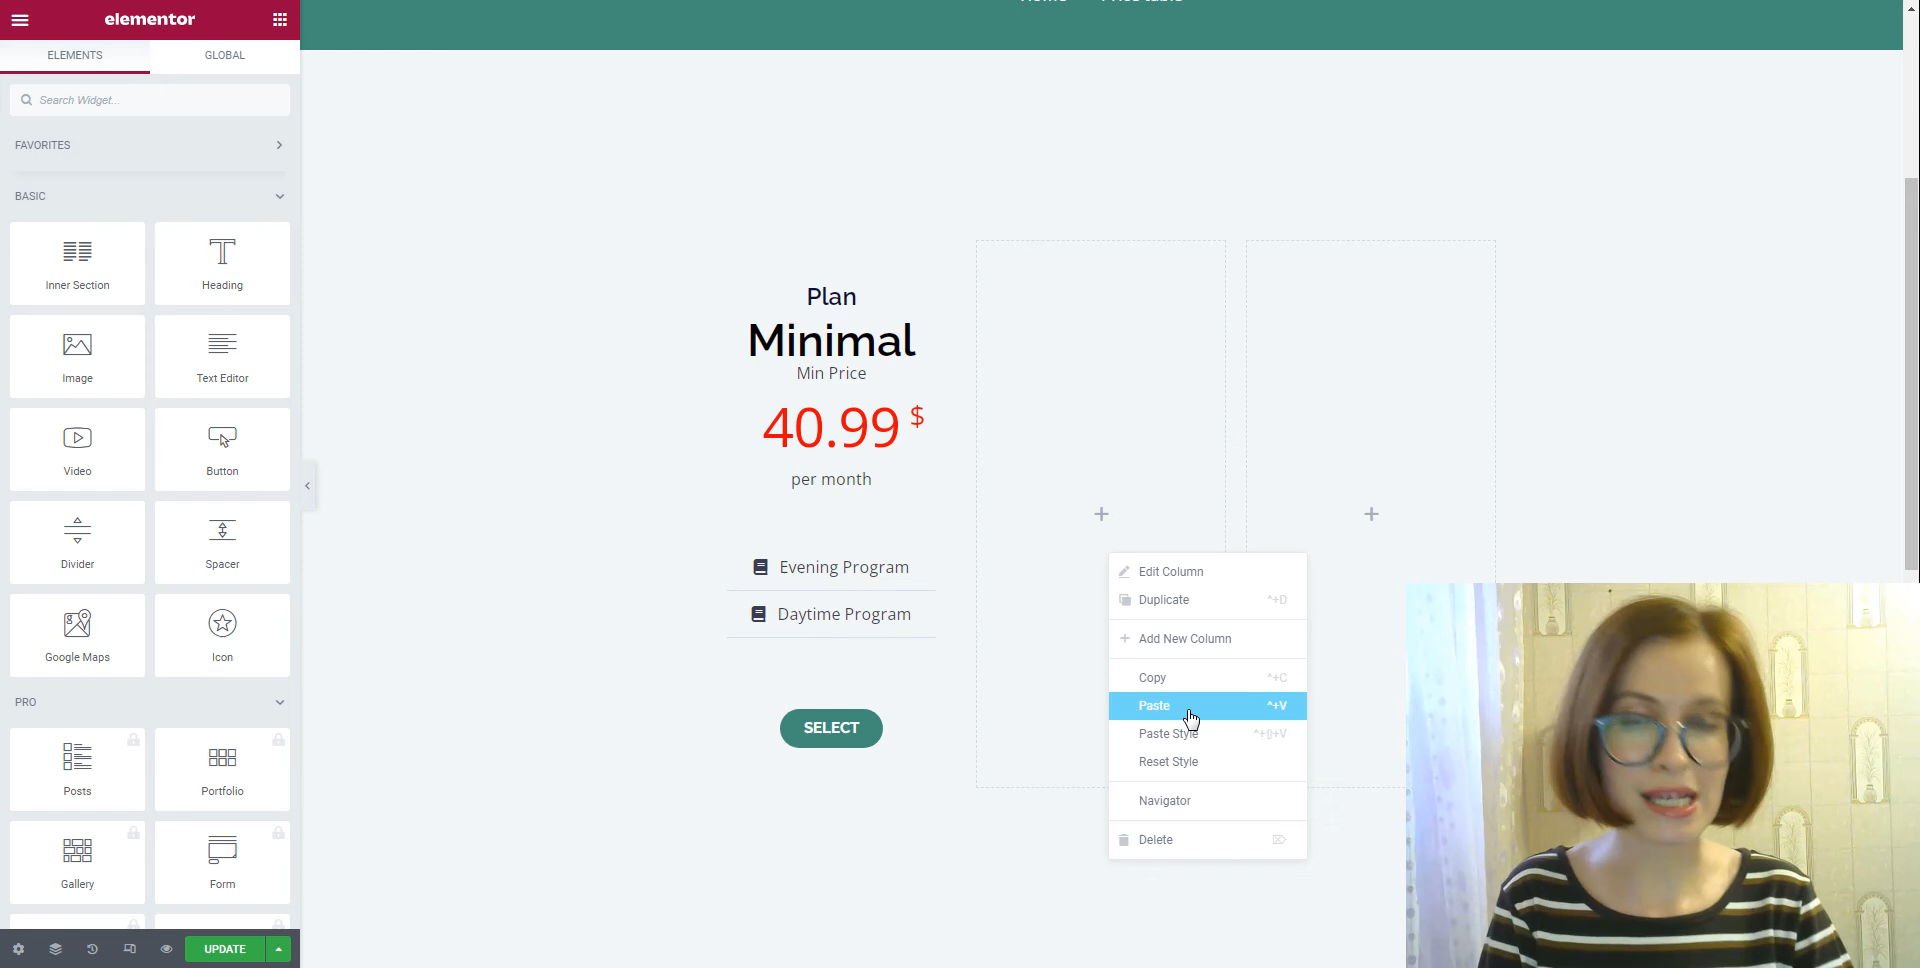 elementor
ELEMENTS
GLOBAL
Search Widget...
FAVORITES
BASIC
Inner Section
Heading
Image
Text Editor
Video
Button
Divider
Spacer
Google Maps
Icon
PRO
Posts
Portfolio
Gallery
Form
UPDATE
Plan
Minimal
Min Price
40.99 $
per month
Evening Program
Daytime Program
SELECT
Edit Column
Duplicate ^+D
Add New Column
Copy ^+C
Paste ^+V
Paste Style ^+⇧+V
Reset Style
Navigator
Delete